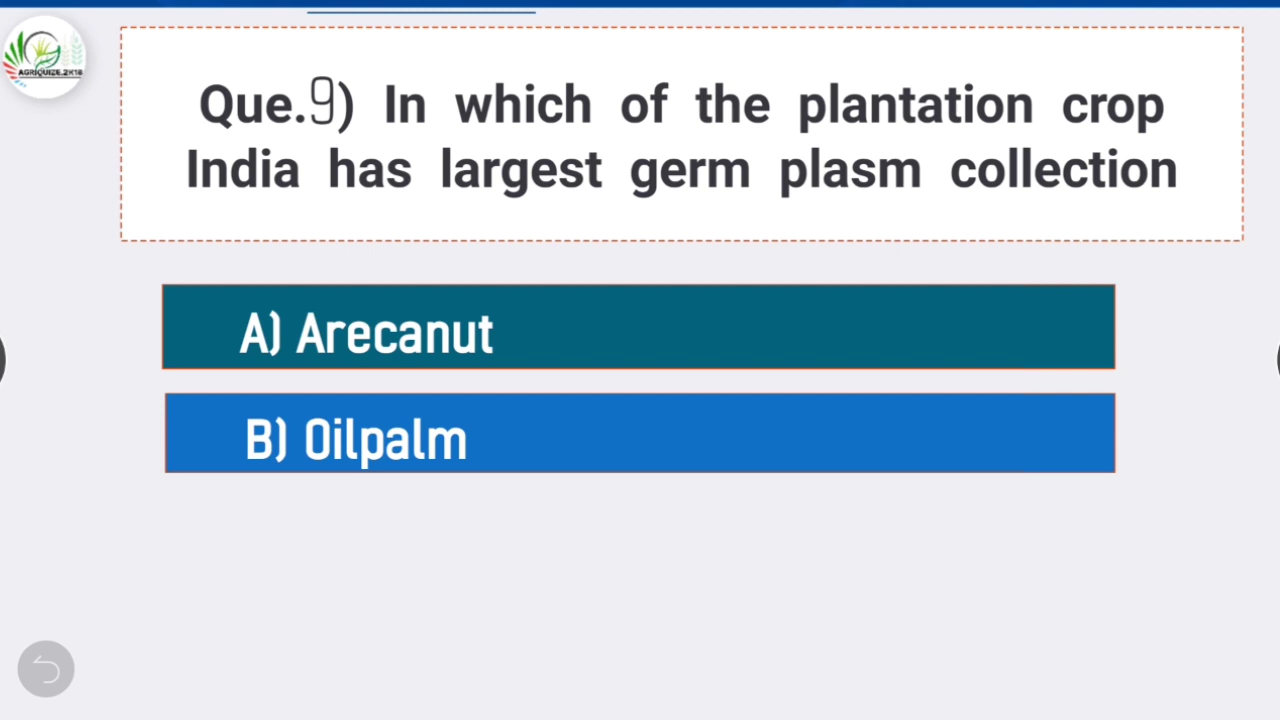 AGRIQUIZE.2K18
Que.9) In which of the plantation crop
India has largest germ plasm collection
A) Arecanut
B) Oilpalm